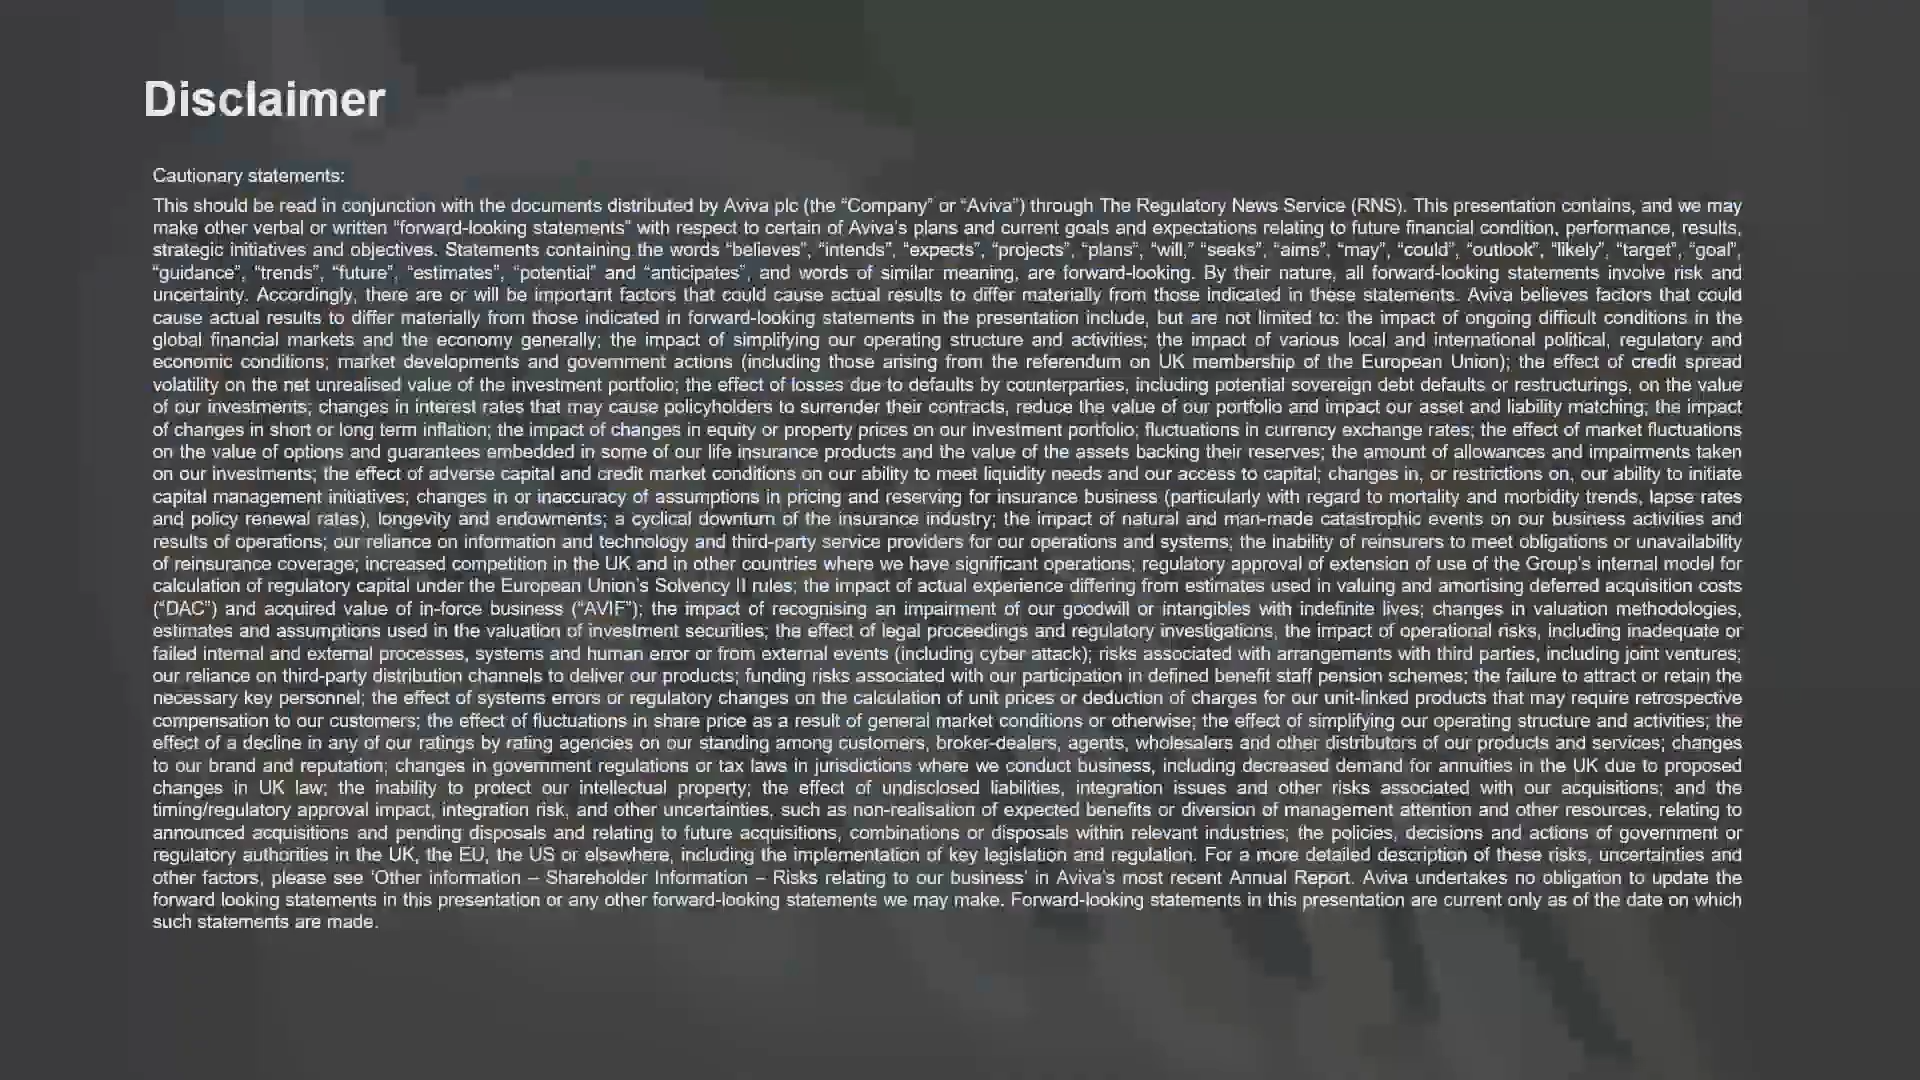 Disclaimer
Cautionary statements:
This should be read in conjunction with the documents distributed by Aviva plc (the “Company” or “Aviva”) through The Regulatory News Service (RNS). This presentation contains, and we may
make other verbal or written “forward-looking statements” with respect to certain of Aviva’s plans and current goals and expectations relating to future financial condition, performance, results,
strategic initiatives and objectives. Statements containing the words “believes”, “intends”, “expects”, “projects”, “plans”, “will,” “seeks”, “aims”, “may”, “could”, “outlook”, “likely”, “target”, “goal”,
“guidance”, “trends”, “future”, “estimates”, “potential” and “anticipates”, and words of similar meaning, are forward-looking. By their nature, all forward-looking statements involve risk and
uncertainty. Accordingly, there are or will be important factors that could cause actual results to differ materially from those indicated in these statements. Aviva believes factors that could
cause actual results to differ materially from those indicated in forward-looking statements in the presentation include, but are not limited to: the impact of ongoing difficult conditions in the
global financial markets and the economy generally; the impact of simplifying our operating structure and activities; the impact of various local and international political, regulatory and
economic conditions; market developments and government actions (including those arising from the referendum on UK membership of the European Union); the effect of credit spread
volatility on the net unrealised value of the investment portfolio; the effect of losses due to defaults by counterparties, including potential sovereign debt defaults or restructurings, on the value
of our investments; changes in interest rates that may cause policyholders to surrender their contracts, reduce the value of our portfolio and impact our asset and liability matching; the impact
of changes in short or long term inflation; the impact of changes in equity or property prices on our investment portfolio; fluctuations in currency exchange rates; the effect of market fluctuations
on the value of options and guarantees embedded in some of our life insurance products and the value of the assets backing their reserves; the amount of allowances and impairments taken
on our investments; the effect of adverse capital and credit market conditions on our ability to meet liquidity needs and our access to capital; changes in, or restrictions on, our ability to initiate
capital management initiatives; changes in or inaccuracy of assumptions in pricing and reserving for insurance business (particularly with regard to mortality and morbidity trends, lapse rates
and policy renewal rates), longevity and endowments; a cyclical downturn of the insurance industry; the impact of natural and man-made catastrophic events on our business activities and
results of operations; our reliance on information and technology and third-party service providers for our operations and systems; the inability of reinsurers to meet obligations or unavailability
of reinsurance coverage; increased competition in the UK and in other countries where we have significant operations; regulatory approval of extension of use of the Group’s internal model for
calculation of regulatory capital under the European Union’s Solvency II rules; the impact of actual experience differing from estimates used in valuing and amortising deferred acquisition costs
(“DAC”) and acquired value of in-force business (“AVIF”); the impact of recognising an impairment of our goodwill or intangibles with indefinite lives; changes in valuation methodologies,
estimates and assumptions used in the valuation of investment securities; the effect of legal proceedings and regulatory investigations, the impact of operational risks, including inadequate or
failed internal and external processes, systems and human error or from external events (including cyber attack); risks associated with arrangements with third parties, including joint ventures;
our reliance on third-party distribution channels to deliver our products; funding risks associated with our participation in defined benefit staff pension schemes; the failure to attract or retain the
necessary key personnel; the effect of systems errors or regulatory changes on the calculation of unit prices or deduction of charges for our unit-linked products that may require retrospective
compensation to our customers; the effect of fluctuations in share price as a result of general market conditions or otherwise; the effect of simplifying our operating structure and activities; the
effect of a decline in any of our ratings by rating agencies on our standing among customers, broker-dealers, agents, wholesalers and other distributors of our products and services; changes
to our brand and reputation; changes in government regulations or tax laws in jurisdictions where we conduct business, including decreased demand for annuities in the UK due to proposed
changes in UK law; the inability to protect our intellectual property; the effect of undisclosed liabilities, integration issues and other risks associated with our acquisitions; and the
timing/regulatory approval impact, integration risk, and other uncertainties, such as non-realisation of expected benefits or diversion of management attention and other resources, relating to
announced acquisitions and pending disposals and relating to future acquisitions, combinations or disposals within relevant industries; the policies, decisions and actions of government or
regulatory authorities in the UK, the EU, the US or elsewhere, including the implementation of key legislation and regulation. For a more detailed description of these risks, uncertainties and
other factors, please see ‘Other information – Shareholder Information – Risks relating to our business’ in Aviva’s most recent Annual Report. Aviva undertakes no obligation to update the
forward looking statements in this presentation or any other forward-looking statements we may make. Forward-looking statements in this presentation are current only as of the date on which
such statements are made.